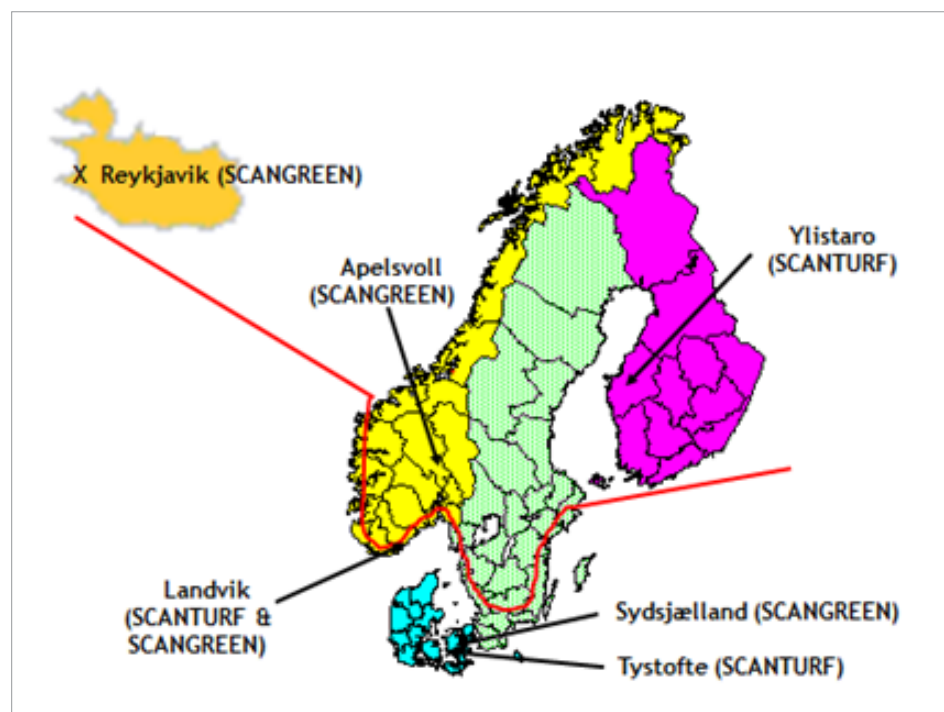 X Reykjavik (SCANGREEN)
Ylistaro
(SCANTURF)
Apelsvoll
(SCANGREEN)
Landvik
(SCANTURF &
SCANGREEN)
Sydsjælland (SCANGREEN)
Tystofte (SCANTURF)